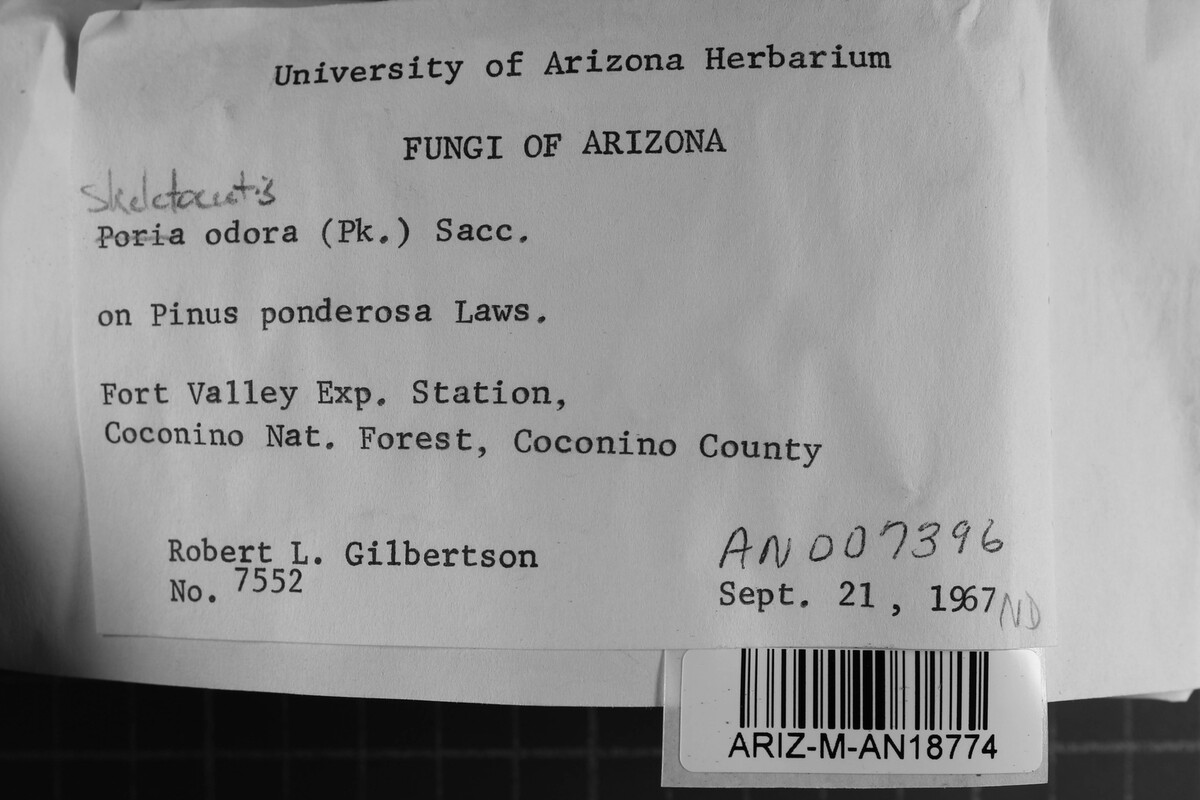 University of Arizona Herbarium
FUNGI OF ARIZONA
Skeletocutis
Poria odora (Pk.) Sacc.
on Pinus ponderosa Laws.
Fort Valley Exp. Station,
Coconino Nat. Forest, Coconino County
Robert L. Gilbertson
No. 7552
AN007396
Sept. 21, 1967 ND
ARIZ-M-AN18774